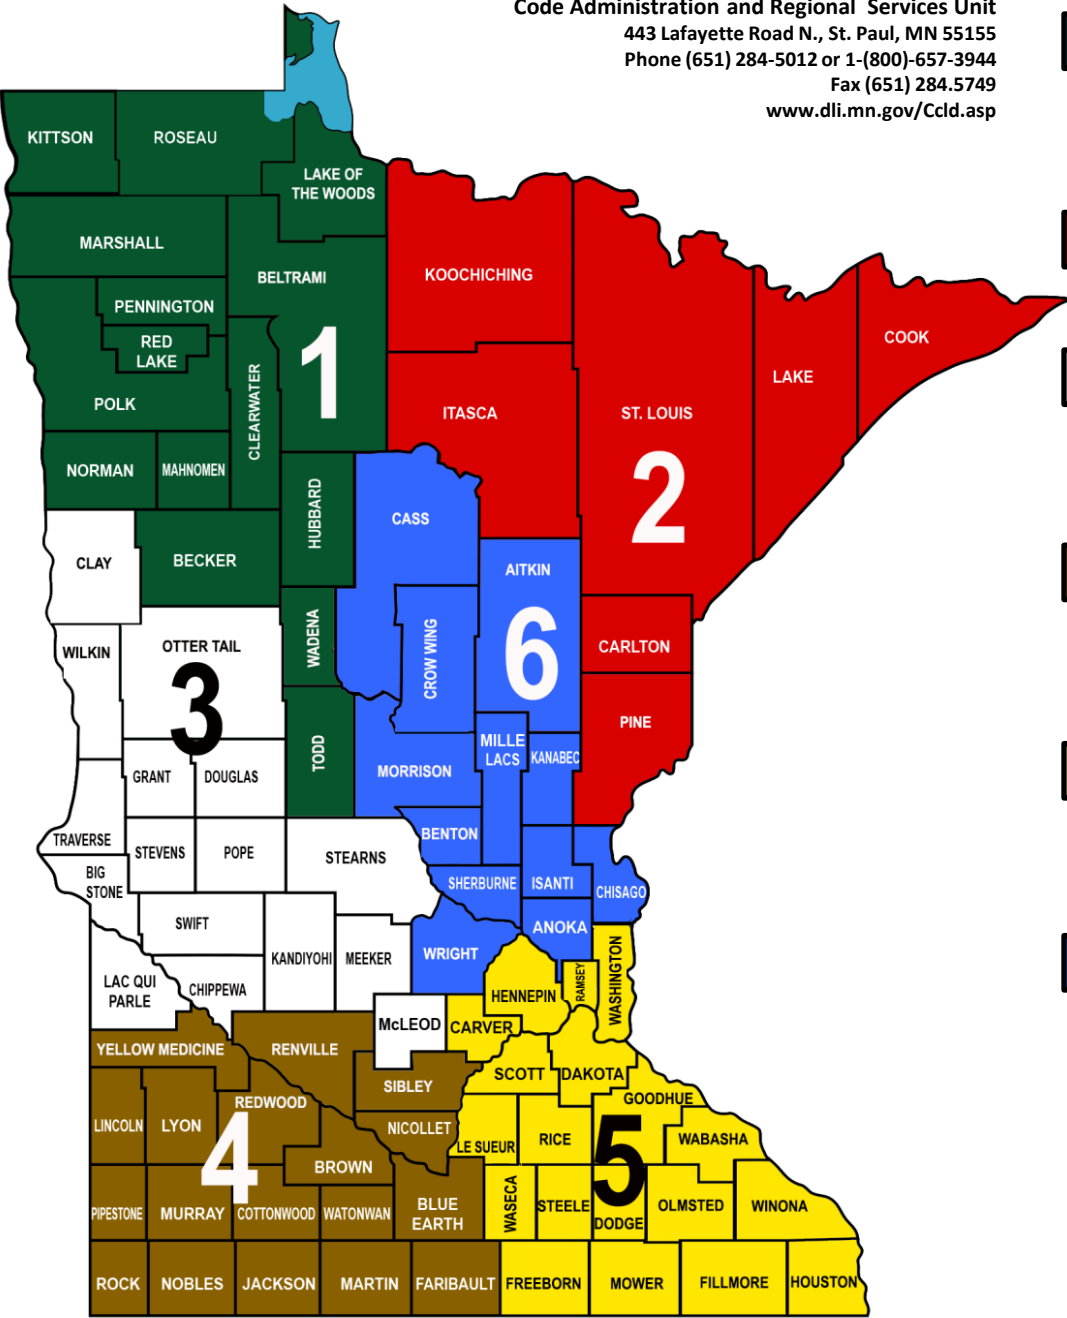 Code Administration and Regional Services Unit
443 Lafayette Road N., St. Paul, MN 55155
Phone (651) 284-5012 or 1-(800)-657-3944
Fax (651) 284.5749
www.dli.mn.gov/Ccld.asp
KITTSON
ROSEAU
LAKE OF
THE WOODS
MARSHALL
BELTRAMI
KOOCHICHING
PENNINGTON
RED
LAKE
COOK
1
LAKE
POLK
CLEARWATER
ITASCA
ST. LOUIS
NORMAN
MAHNOMEN
2
HUBBARD
CASS
CLAY
BECKER
AITKIN
WILKIN
OTTER TAIL
WADENA
CROW WING
6
CARLTON
3
PINE
MILLE
LACS
KANABEC
TODD
MORRISON
GRANT
DOUGLAS
TRAVERSE
STEVENS
POPE
STEARNS
BENTON
BIG
STONE
SHERBURNE
ISANTI
CHISAGO
SWIFT
ANOKA
KANDIYOHI
MEEKER
WRIGHT
WASHINGTON
LAC QUI
PARLE
CHIPPEWA
HENNEPIN
RAMSEY
McLEOD
CARVER
YELLOW MEDICINE
RENVILLE
SCOTT
DAKOTA
SIBLEY
REDWOOD
GOODHUE
LINCOLN
LYON
NICOLLET
LE SUEUR
RICE
WABASHA
4
5
BROWN
PIPESTONE
MURRAY
COTTONWOOD
WATONWAN
BLUE
EARTH
WASECA
STEELE
DODGE
OLMSTED
WINONA
ROCK
NOBLES
JACKSON
MARTIN
FARIBAULT
FREEBORN
MOWER
FILLMORE
HOUSTON